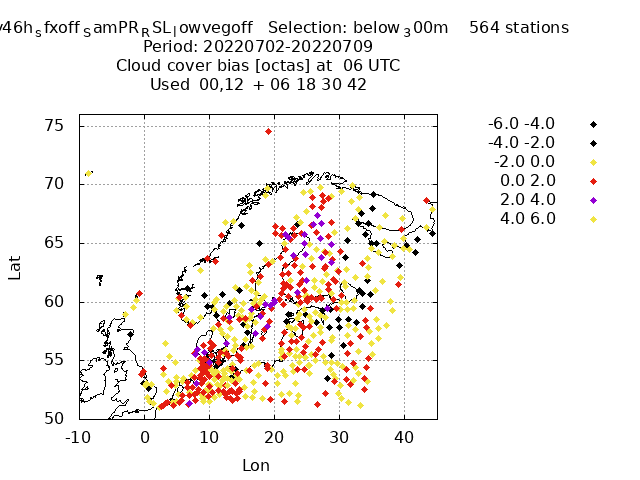 v46h_sfxoff_SamPR_RSL_lowvegoff Selection: below_300m 564 stations
Period: 20220702-20220709
Cloud cover bias [octas] at 06 UTC
Used 00,12 + 06 18 30 42
-6.0 -4.0
-4.0 -2.0
-2.0 0.0
0.0 2.0
2.0 4.0
4.0 6.0
75
70
65
60
55
50
Lat
-10 0 10 20 30 40
Lon